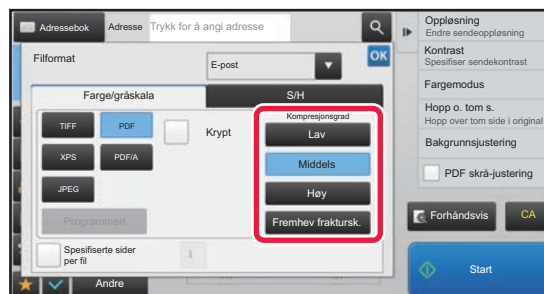 Adressebok
Adresse
Trykk for å angi adresse
Filformat
E-post
OK
Farge/gråskala
S/H
TIFF
PDF
Krypt
XPS
PDF/A
JPEG
Programmert
Kompresjonsgrad
Lav
Middels
Høy
Fremhev fraktursk.
Spesifiserte sider
per fil
1
Andre
Oppløsning
Endre sendeoppløsning
Kontrast
Spesifiser sendekontrast
Fargemodus
Hopp o. tom s.
Hopp over tom side i original
Bakgrunnsjustering
PDF skrå-justering
Forhåndsvis
CA
Start